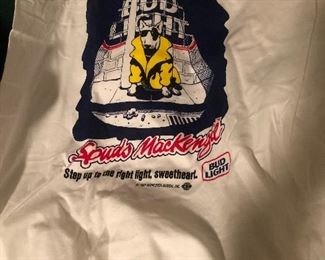 BUD
LIGHT
Spuds MacKenzie
Step up to the right light, sweetheart.
BUD
LIGHT